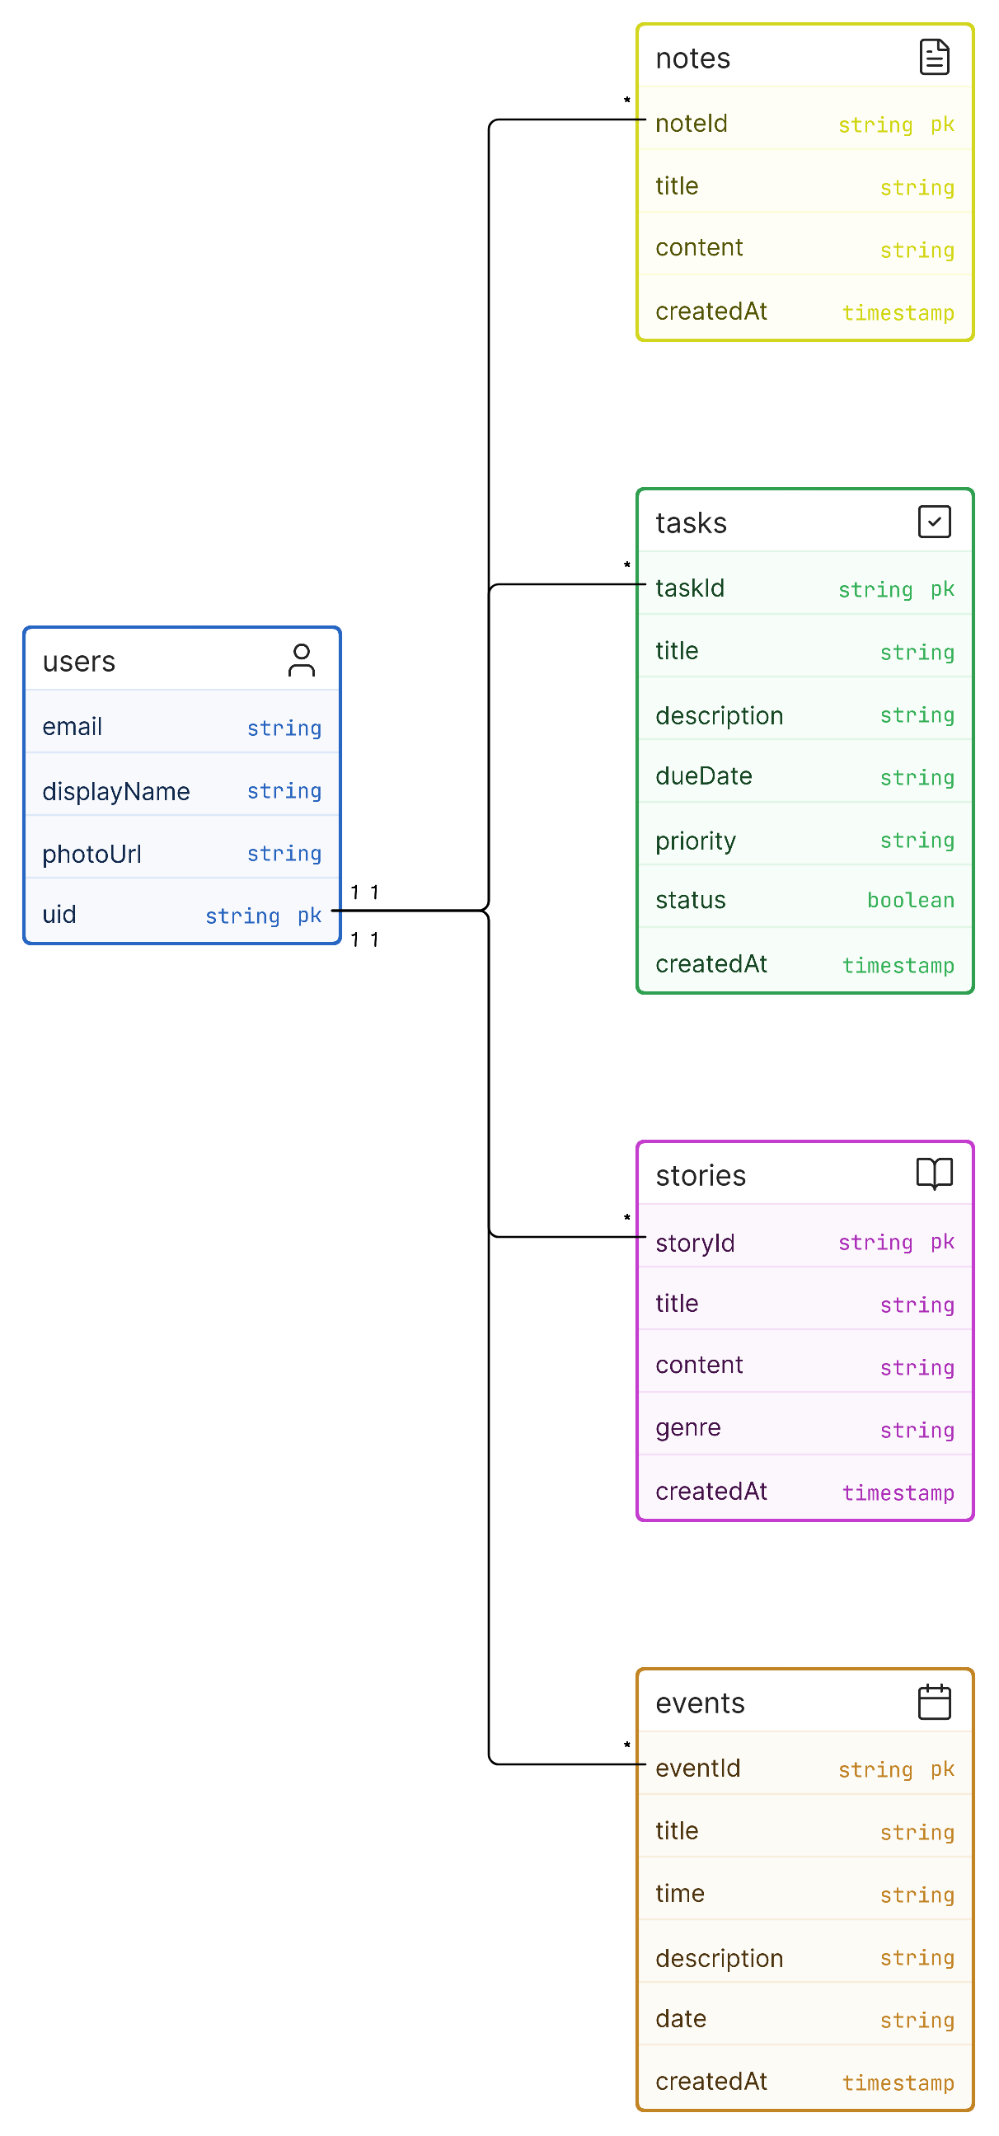 notes
*
noteId string pk
title string
content string
createdAt timestamp
tasks
*
taskId string pk
title string
description string
dueDate string
priority string
status boolean
createdAt timestamp
users
email string
displayName string
photoUrl string
1 1
uid string pk
1 1
stories
*
storyId string pk
title string
content string
genre string
createdAt timestamp
events
*
eventId string pk
title string
time string
description string
date string
createdAt timestamp